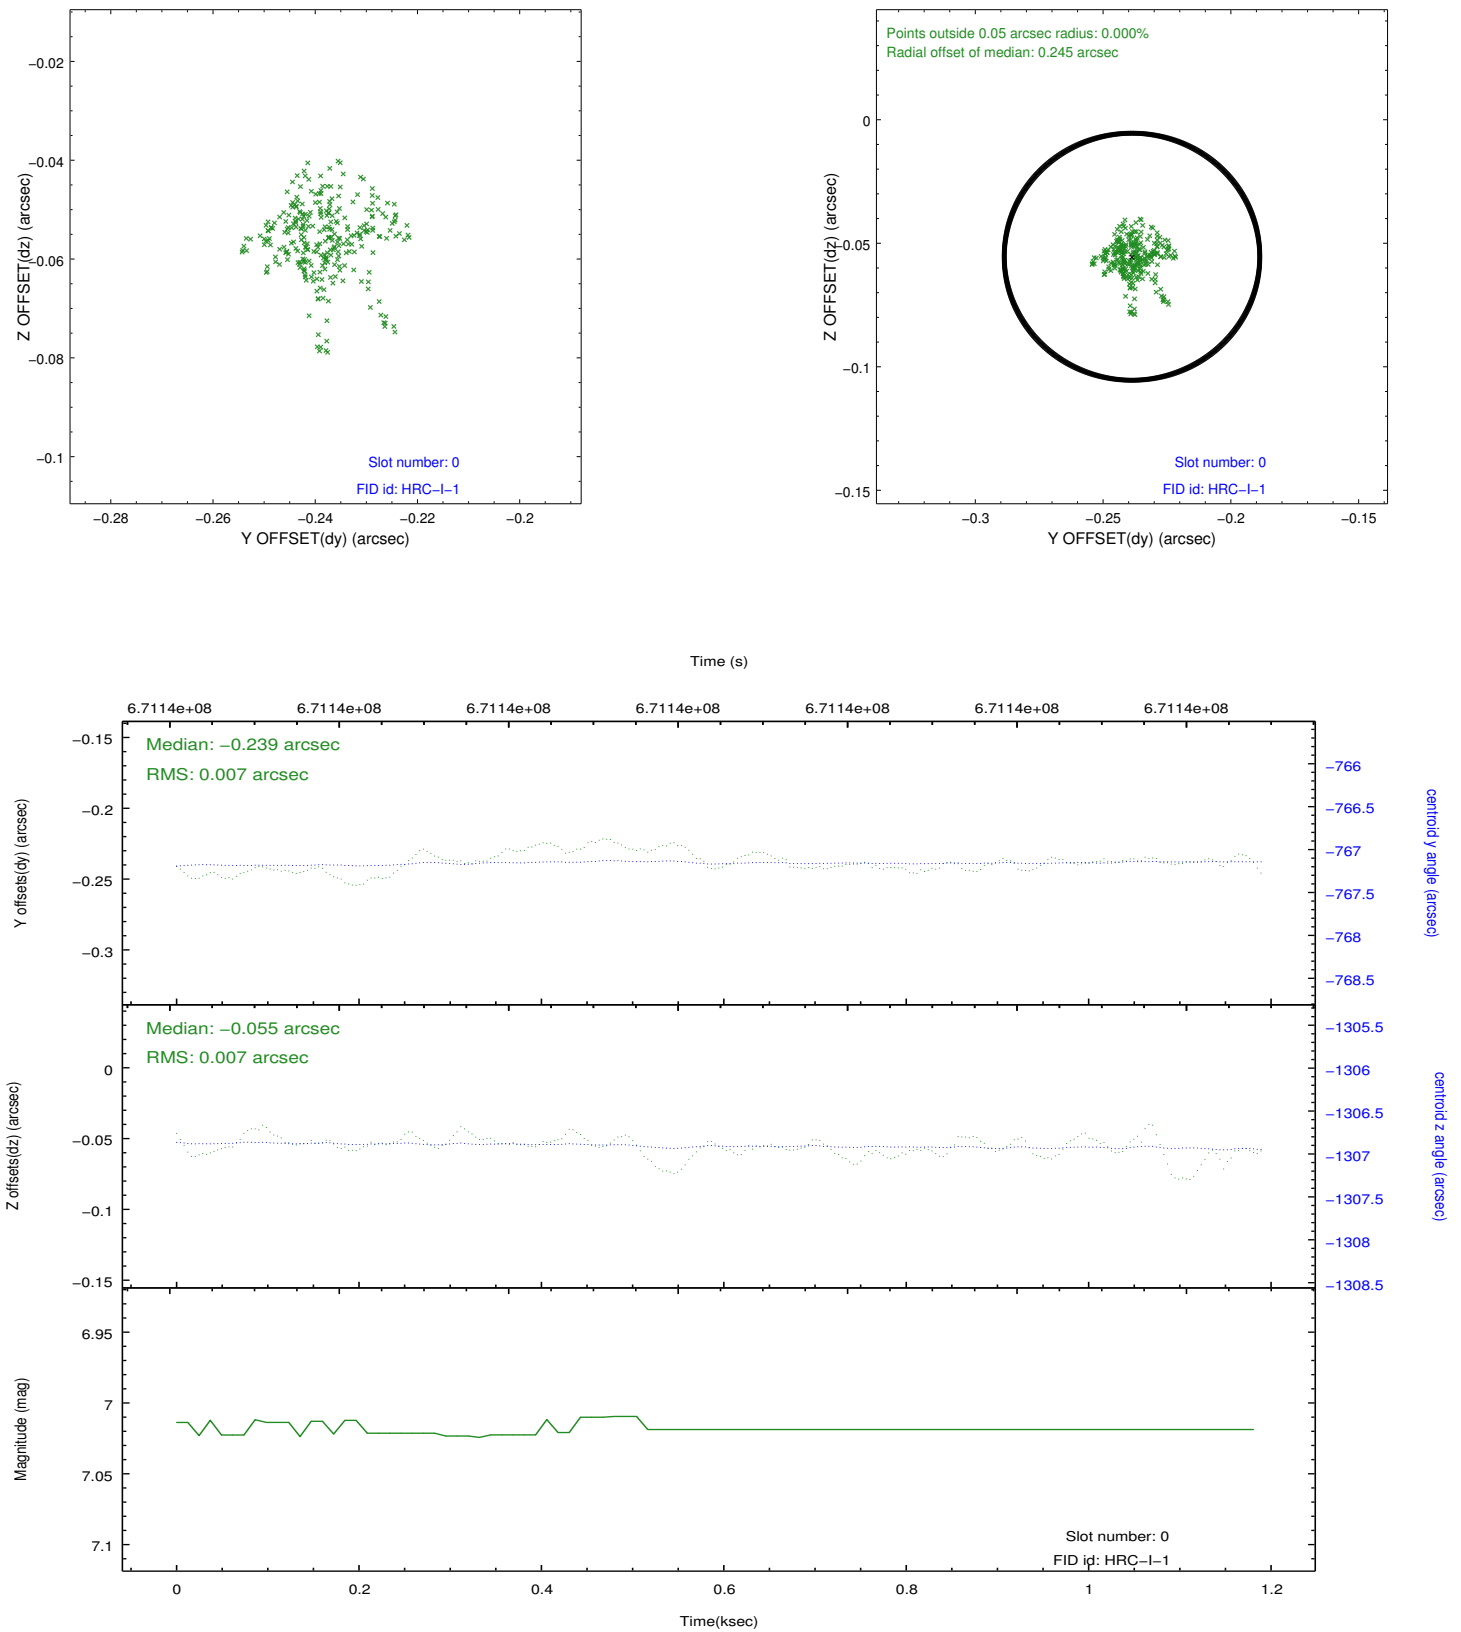 Points outside 0.05 arcsec radius: 0.000%
Radial offset of median: 0.245 arcsec
−0.02
−0.04
−0.06
−0.08
−0.1
Z OFFSET(dz) (arcsec)
Slot number: 0
FID id: HRC−I−1
−0.28
−0.26
−0.24
−0.22
−0.2
Y OFFSET(dy) (arcsec)
0
−0.05
−0.1
−0.15
Z OFFSET(dz) (arcsec)
Slot number: 0
FID id: HRC−I−1
−0.3
−0.25
−0.2
−0.15
Y OFFSET(dy) (arcsec)
Time (s)
6.7114e+08
6.7114e+08
6.7114e+08
6.7114e+08
6.7114e+08
6.7114e+08
6.7114e+08
Median: −0.239 arcsec
RMS: 0.007 arcsec
−0.15
−0.2
−0.25
−0.3
Y offsets(dy) (arcsec)
−766
−766.5
−767
−767.5
−768
−768.5
centroid y angle (arcsec)
Median: −0.055 arcsec
RMS: 0.007 arcsec
0
−0.05
−0.1
−0.15
Z offsets(dz) (arcsec)
−1305.5
−1306
−1306.5
−1307
−1307.5
−1308
−1308.5
centroid z angle (arcsec)
6.95
7
7.05
7.1
Magnitude (mag)
Slot number: 0
FID id: HRC−I−1
0
0.2
0.4
0.6
0.8
1
1.2
Time(ksec)